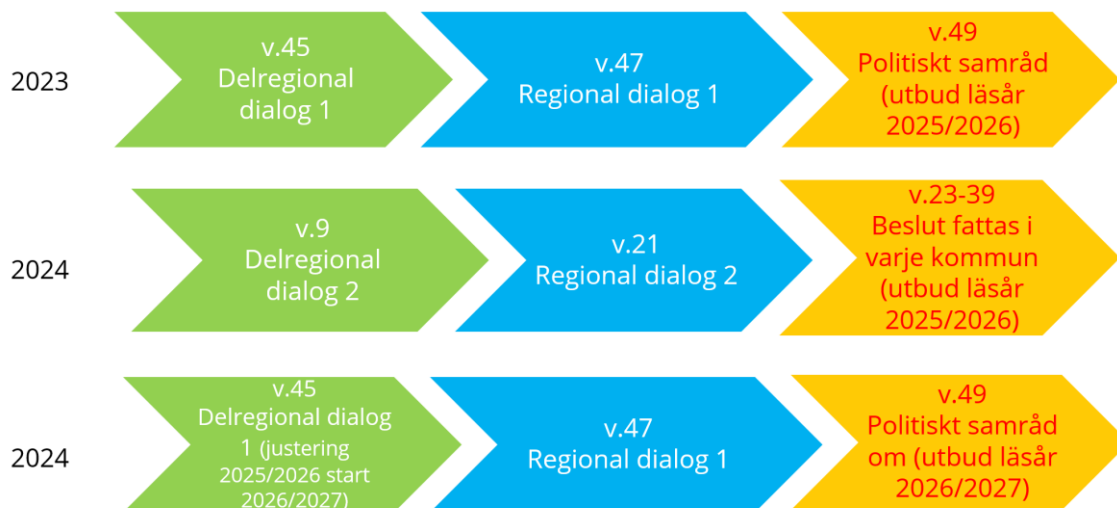 2023
v.45
Delregional
dialog 1
v.47
Regional dialog 1
v.49
Politiskt samråd
(utbud läsår
2025/2026)
2024
v.9
Delregional
dialog 2
v.21
Regional dialog 2
v.23-39
Beslut fattas i
varje kommun
(utbud läsår
2025/2026)
2024
v.45
Delregional dialog
1 (justering
2025/2026 start
2026/2027)
v.47
Regional dialog 1
v.49
Politiskt samråd
om (utbud läsår
2026/2027)